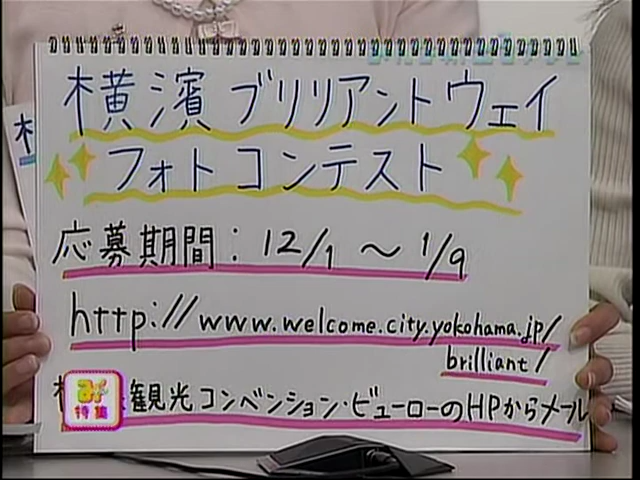 横濱ブリリアントウェイ
フォトコンテスト
応募期間：12/1～1/9
http://www.welcome.city.yokohama.jp/
brilliant/
観光コンベンション・ビューローのHPからメール
特集